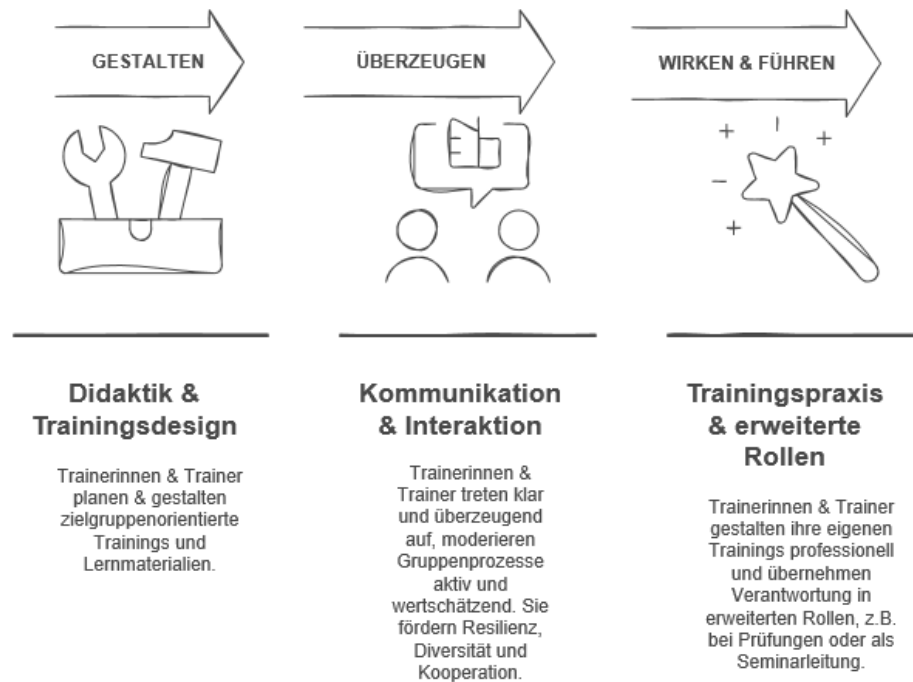 GESTALTEN
ÜBERZEUGEN
WIRKEN & FÜHREN
Didaktik &
Trainingsdesign
Trainerinnen & Trainer
planen & gestalten
zielgruppenorientierte
Trainings und
Lernmaterialien.
Kommunikation
& Interaktion
Trainerinnen &
Trainer treten klar
und überzeugend
auf, moderieren
Gruppenprozesse
aktiv und
wertschätzend. Sie
fördern Resilienz,
Diversität und
Kooperation.
Trainingspraxis
& erweiterte
Rollen
Trainerinnen & Trainer
gestalten ihre eigenen
Trainings professionell
und übernehmen
Verantwortung in
erweiterten Rollen, z.B.
bei Prüfungen oder als
Seminarleitung.